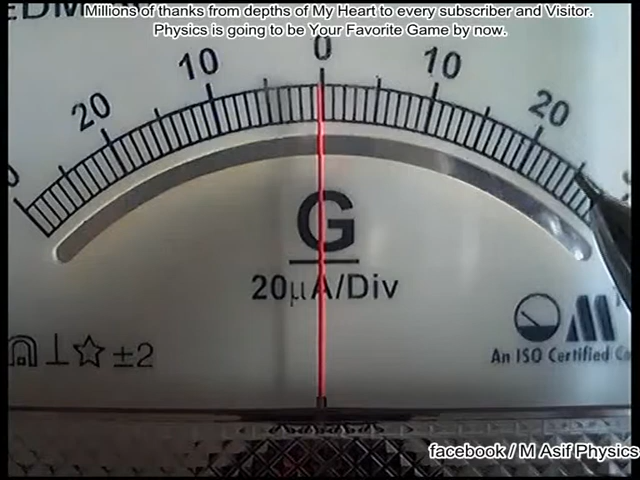 Millions of thanks from depths of My Heart to every subscriber and Visitor.
Physics is going to be Your Favorite Game by now.
20 10 0 10 20
G
20µA/Div
±2
An ISO Certified Co
facebook / M Asif Physics